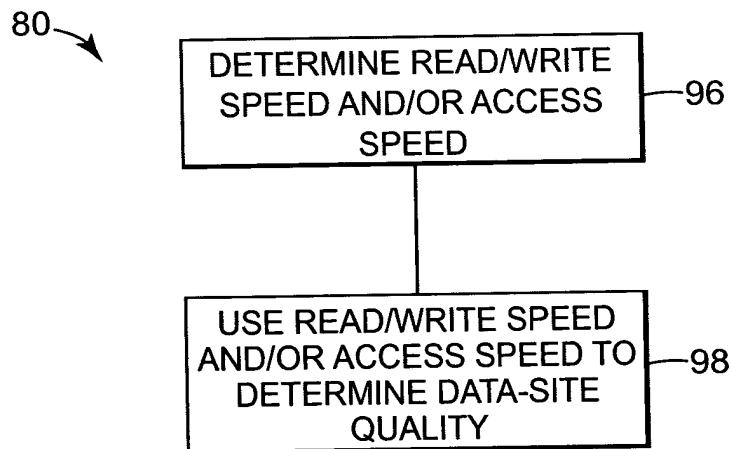 80
DETERMINE READ/WRITE
SPEED AND/OR ACCESS
SPEED
96
USE READ/WRITE SPEED
AND/OR ACCESS SPEED TO
DETERMINE DATA-SITE
QUALITY
98